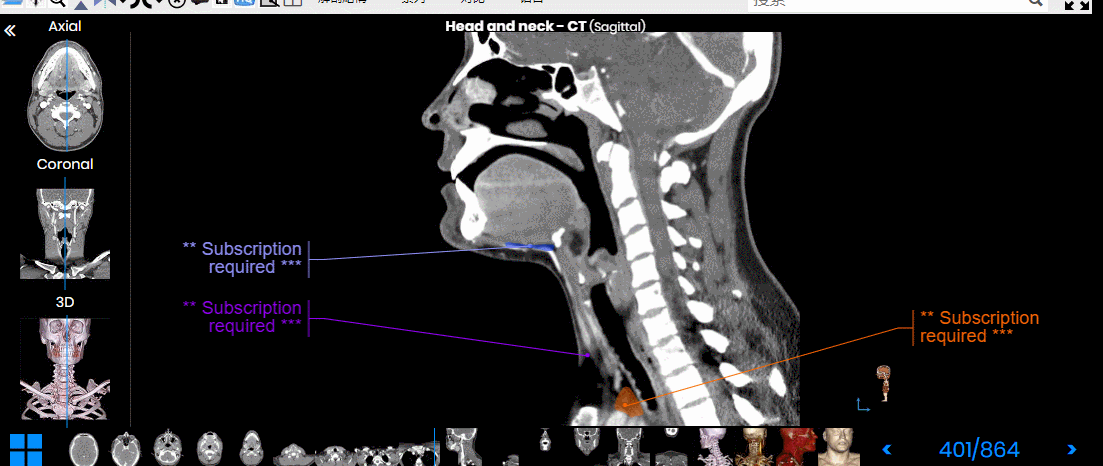 搜索
Head and neck - CT (Sagittal)
Axial
Coronal
3D
** Subscription
required ***
** Subscription
required ***
** Subscription
required ***
401/864